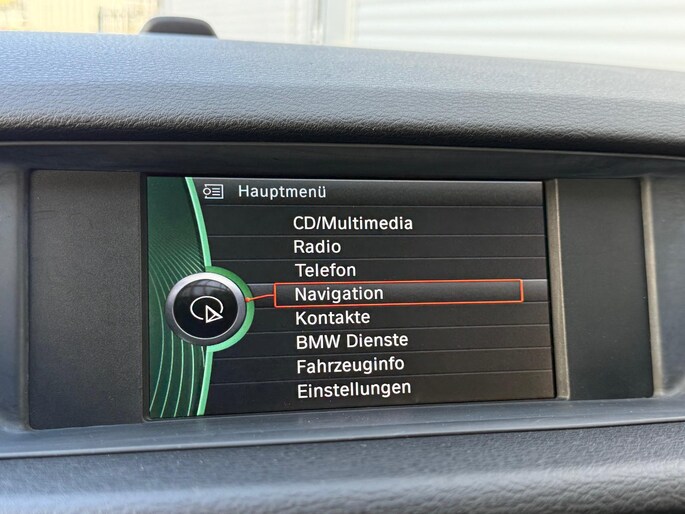 Hauptmenü
CD/Multimedia
Radio
Telefon
Navigation
Kontakte
BMW Dienste
Fahrzeuginfo
Einstellungen